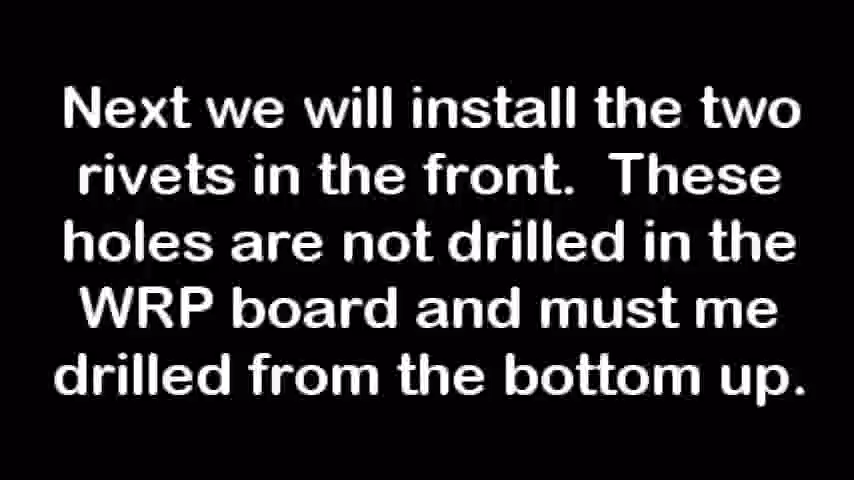 Next we will install the two
rivets in the front.  These
holes are not drilled in the
WRP board and must me
drilled from the bottom up.